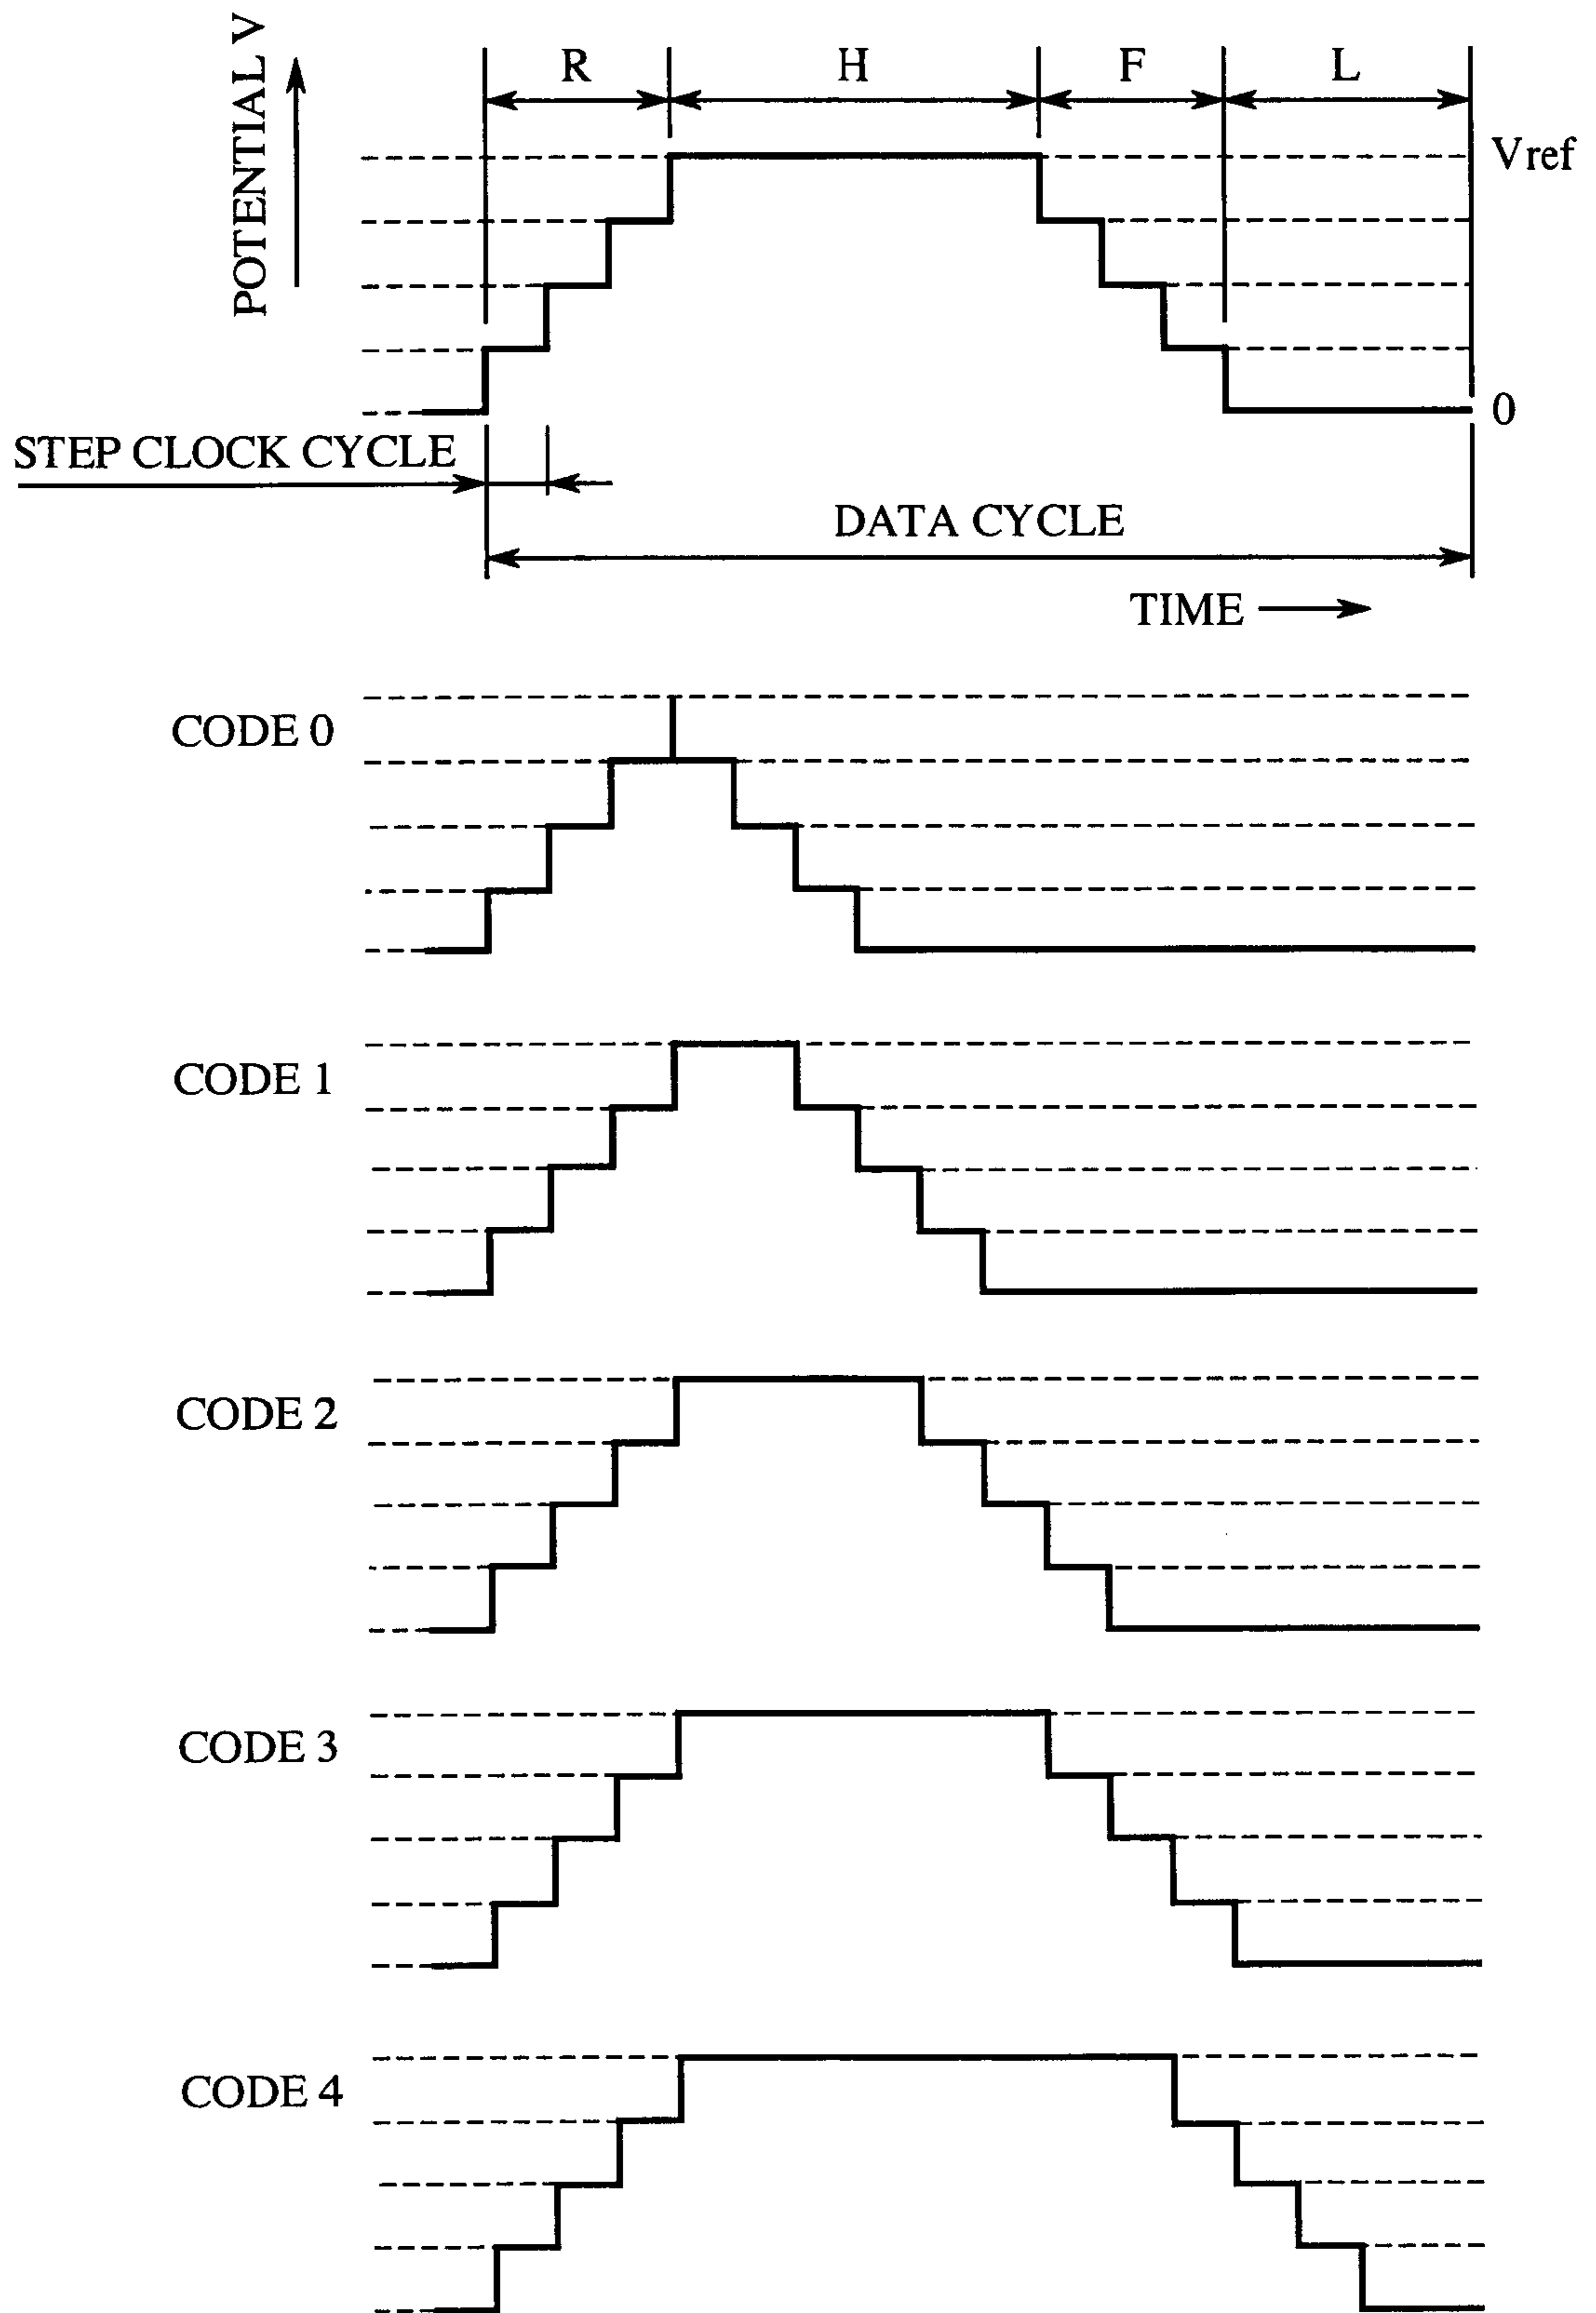 POTENTIAL V
R
H
F
L
Vref
0
STEP CLOCK CYCLE
DATA CYCLE
TIME
CODE 0
CODE 1
CODE 2
CODE 3
CODE 4